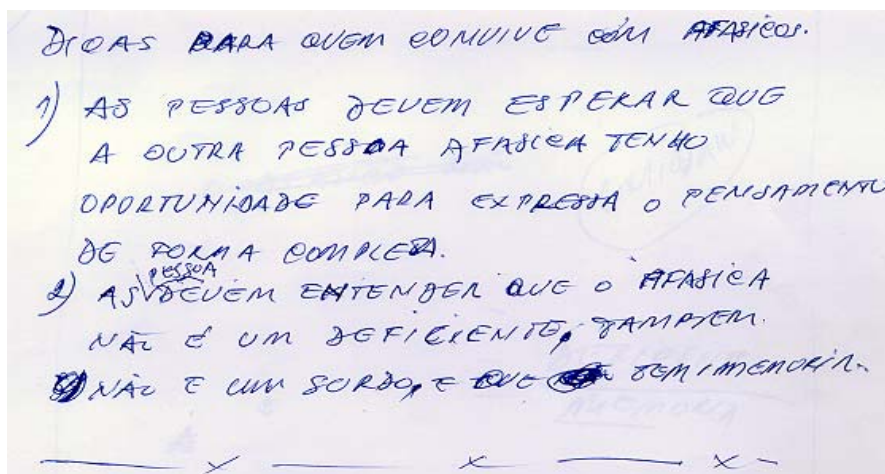 DICAS PARA QUEM CONVIVE COM AFASICOS.
1) AS PESSOAS DEVEM ESPERAR QUE
A OUTRA PESSOA AFASICA TENHO
OPORTUNIDADE PARA EXPRESSA O PENSAMENTO
DE FORMA COMPLETA.
PESSOA
2) AS DEVEM ENTENDER QUE O AFASICA
NÃO É UM DEFICIENTE, TAMBEM.
NÃO E UM SURDO, E QUE TEM MEMORIA.